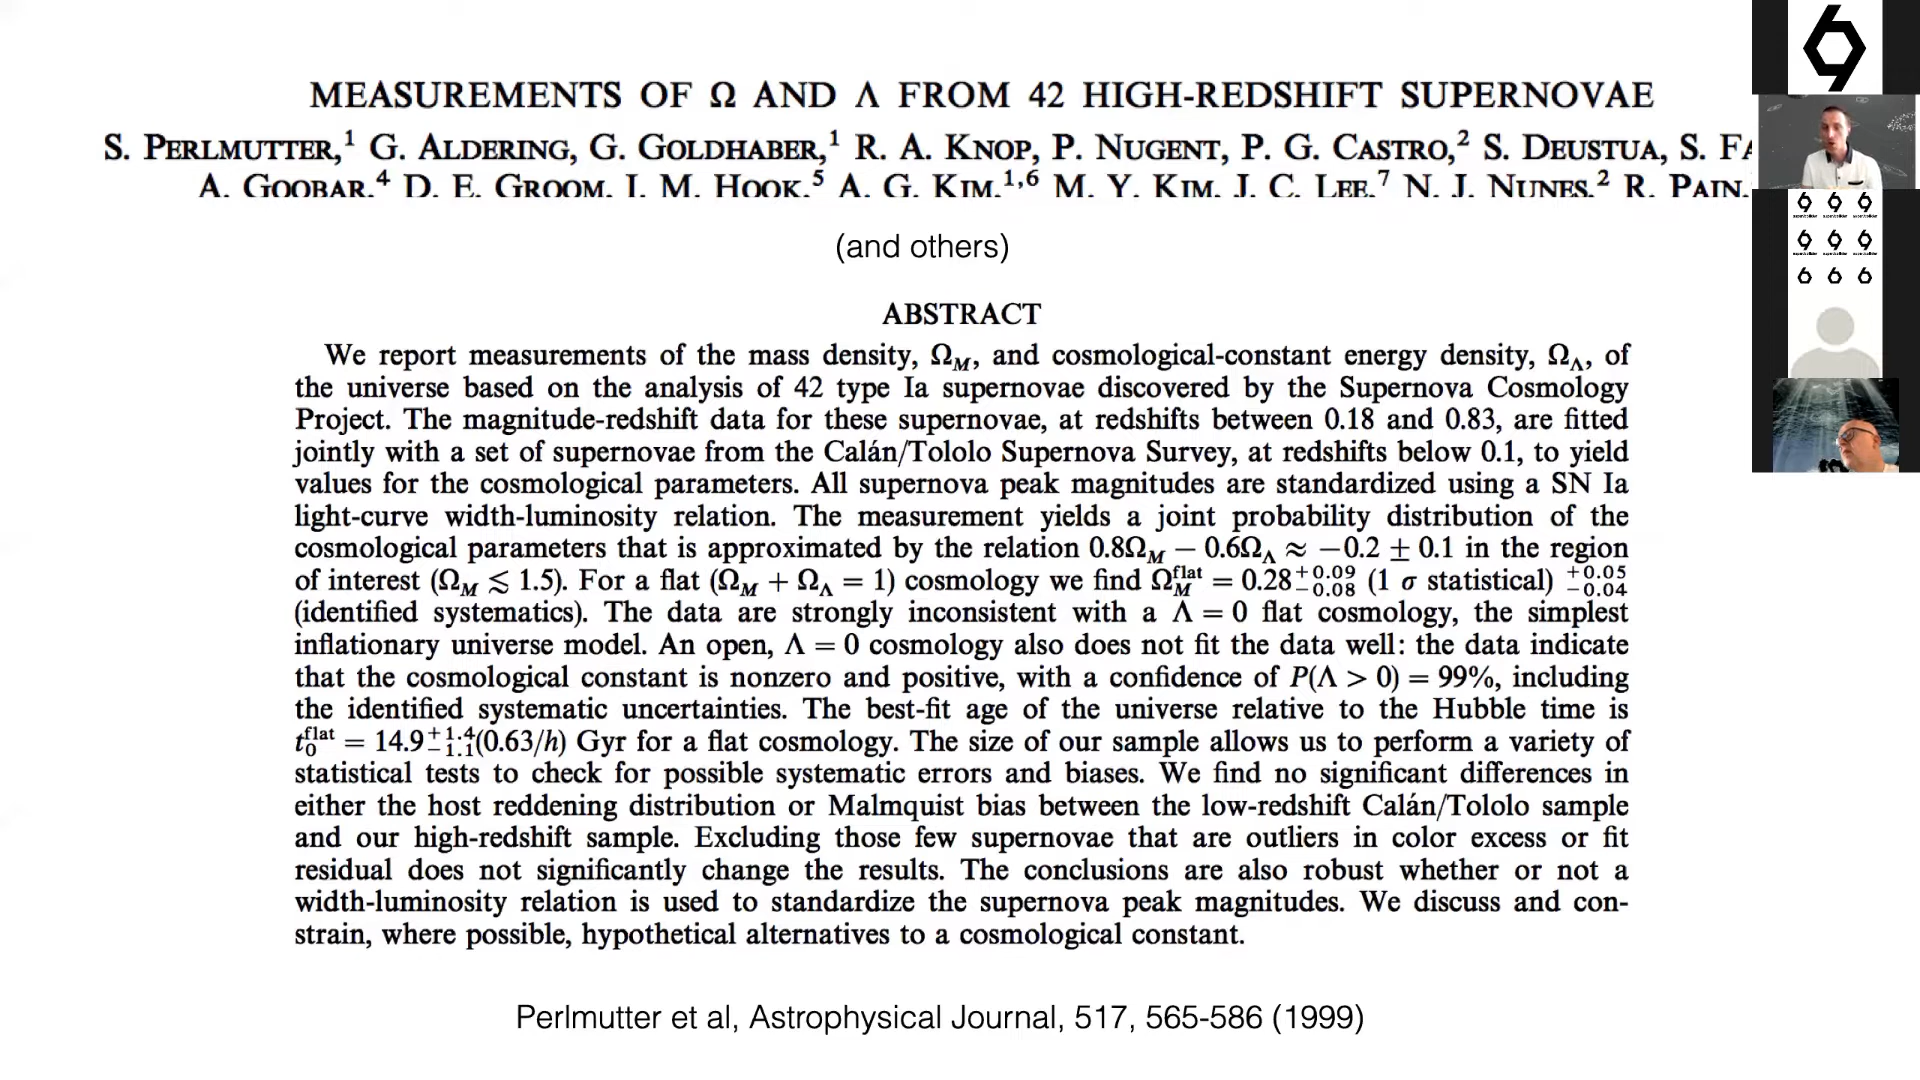 MEASUREMENTS OF Ω AND Λ FROM 42 HIGH-REDSHIFT SUPERNOVAE
S. PERLMUTTER,¹ G. ALDERING, G. GOLDHABER,¹ R. A. KNOP, P. NUGENT, P. G. CASTRO,² S. DEUSTUA, S. FA
A. GOOBAR,⁴ D. E. GROOM, I. M. HOOK,⁵ A. G. KIM,¹,⁶ M. Y. KIM, J. C. LEE,⁷ N. J. NUNES,² R. PAIN,
(and others)
ABSTRACT
We report measurements of the mass density, Ω_M, and cosmological-constant energy density, Ω_Λ, of
the universe based on the analysis of 42 type Ia supernovae discovered by the Supernova Cosmology
Project. The magnitude-redshift data for these supernovae, at redshifts between 0.18 and 0.83, are fitted
jointly with a set of supernovae from the Calán/Tololo Supernova Survey, at redshifts below 0.1, to yield
values for the cosmological parameters. All supernova peak magnitudes are standardized using a SN Ia
light-curve width-luminosity relation. The measurement yields a joint probability distribution of the
cosmological parameters that is approximated by the relation 0.8Ω_M − 0.6Ω_Λ ≈ −0.2 ± 0.1 in the region
of interest (Ω_M ≲ 1.5). For a flat (Ω_M + Ω_Λ = 1) cosmology we find Ω_M^flat = 0.28^{+0.09}_{−0.08} (1 σ statistical) ^{+0.05}_{−0.04}
(identified systematics). The data are strongly inconsistent with a Λ = 0 flat cosmology, the simplest
inflationary universe model. An open, Λ = 0 cosmology also does not fit the data well: the data indicate
that the cosmological constant is nonzero and positive, with a confidence of P(Λ > 0) = 99%, including
the identified systematic uncertainties. The best-fit age of the universe relative to the Hubble time is
t_0^flat = 14.9^{+1.4}_{−1.1}(0.63/h) Gyr for a flat cosmology. The size of our sample allows us to perform a variety of
statistical tests to check for possible systematic errors and biases. We find no significant differences in
either the host reddening distribution or Malmquist bias between the low-redshift Calán/Tololo sample
and our high-redshift sample. Excluding those few supernovae that are outliers in color excess or fit
residual does not significantly change the results. The conclusions are also robust whether or not a
width-luminosity relation is used to standardize the supernova peak magnitudes. We discuss and con-
strain, where possible, hypothetical alternatives to a cosmological constant.
Perlmutter et al, Astrophysical Journal, 517, 565-586 (1999)